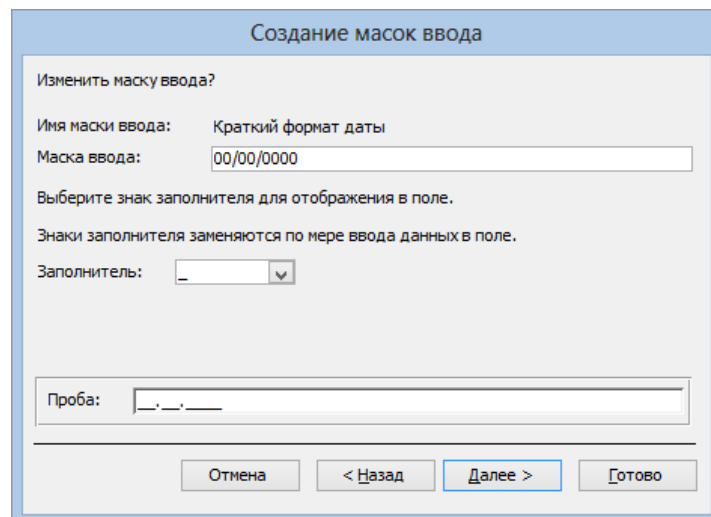 Создание масок ввода
Изменить маску ввода?
Имя маски ввода: Краткий формат даты
Маска ввода: 00/00/0000
Выберите знак заполнителя для отображения в поле.
Знаки заполнителя заменяются по мере ввода данных в поле.
Заполнитель: _
Проба: __.__.____
Отмена < Назад Далее > Готово